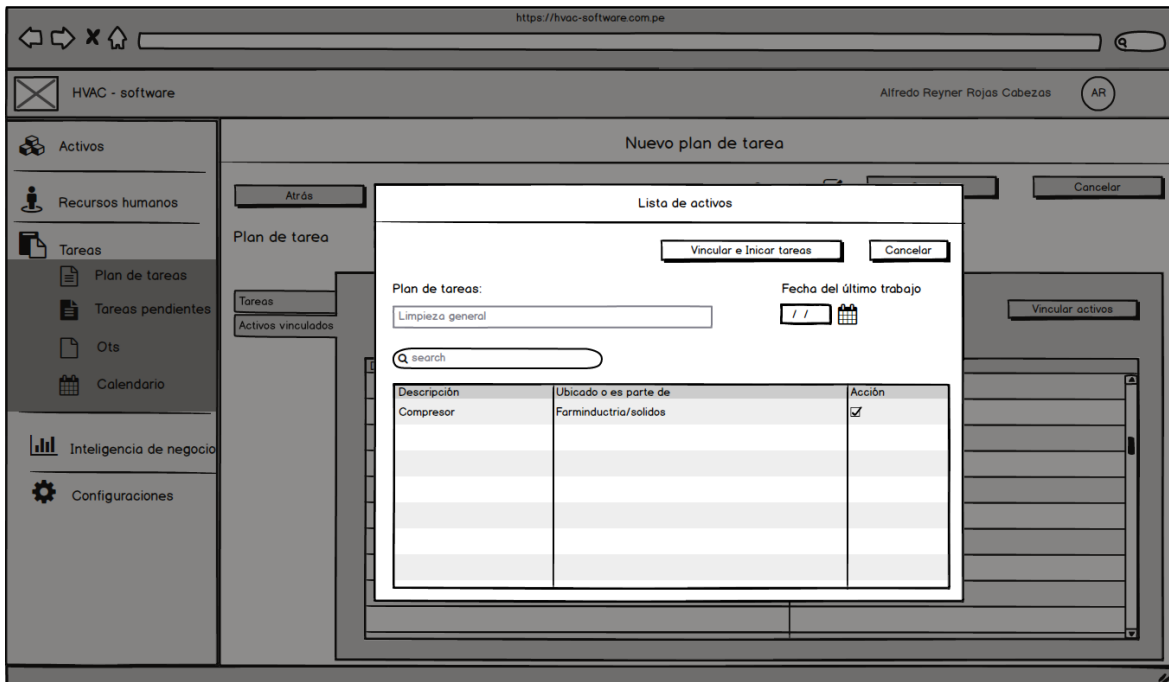 https://hvac-software.com.pe
HVAC - software
Alfredo Reyner Rojas Cabezas
AR
Activos
Recursos humanos
Tareas
Plan de tareas
Tareas pendientes
Ots
Calendario
Inteligencia de negocio
Configuraciones
Nuevo plan de tarea
Atrás
Cancelar
Plan de tarea
Tareas
Activos vinculados
Vincular activos
Lista de activos
Vincular e Inicar tareas
Cancelar
Plan de tareas:
Fecha del último trabajo
Limpieza general
/ /
search
Descripción
Ubicado o es parte de
Acción
Compresor
Farminductria/solidos